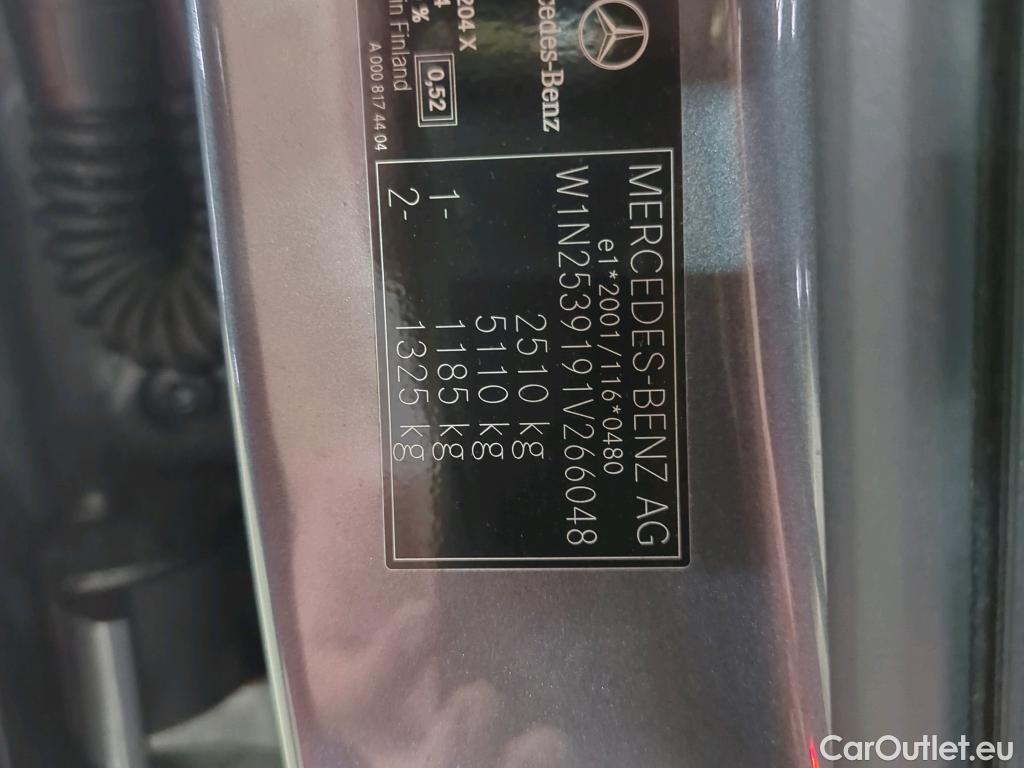 Mercedes-Benz
204 X
%
in Finland
0,52
A 000 817 44 04
MERCEDES-BENZ AG
e1*2001/116*0480
W1N2539191V266048
2510 kg
5110 kg
1- 1185 kg
2- 1325 kg
CarOutlet.eu